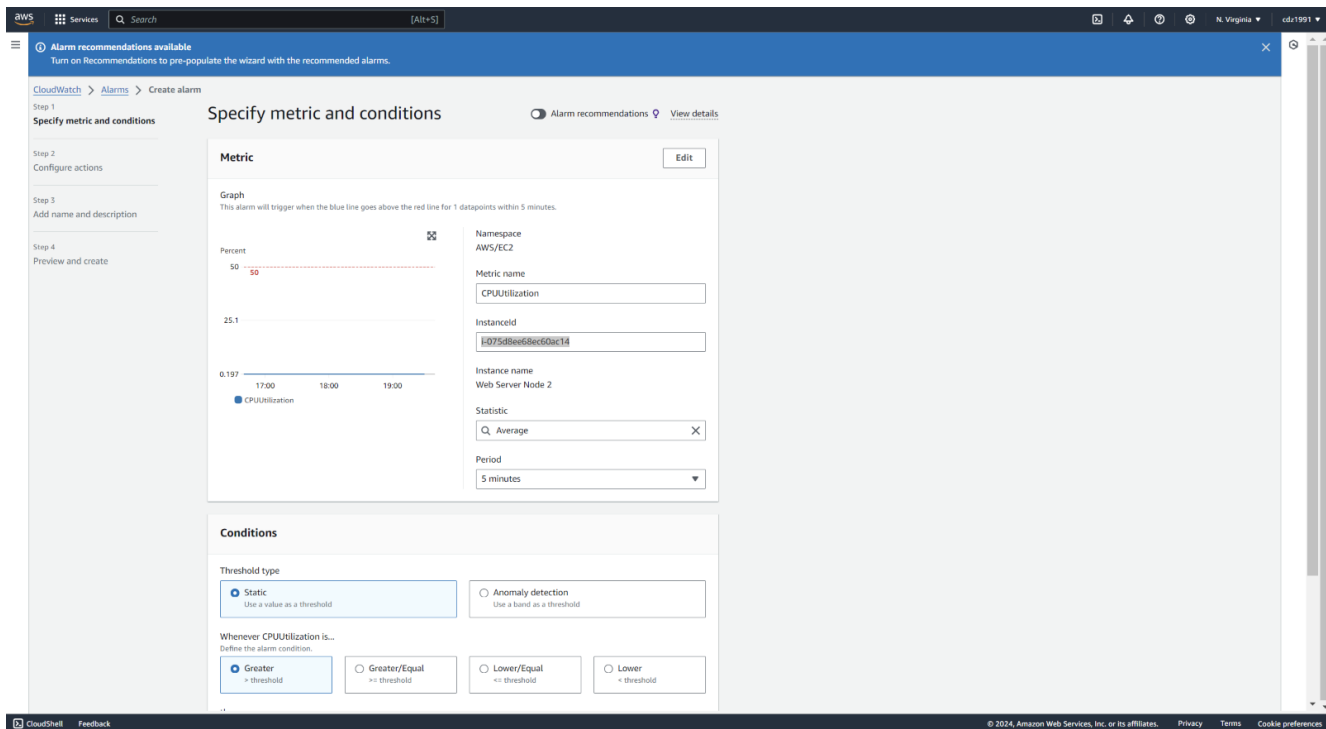 aws
Services
Search
[Alt+S]
N. Virginia
cdz1991
Alarm recommendations available
Turn on Recommendations to pre-populate the wizard with the recommended alarms.
CloudWatch > Alarms > Create alarm
Step 1
Specify metric and conditions
Step 2
Configure actions
Step 3
Add name and description
Step 4
Preview and create
Specify metric and conditions
Alarm recommendations
View details
Metric
Edit
Graph
This alarm will trigger when the blue line goes above the red line for 1 datapoints within 5 minutes.
Percent
50
50
25.1
0.197
17:00
18:00
19:00
CPUUtilization
Namespace
AWS/EC2
Metric name
CPUUtilization
InstanceId
i-075d8ee68ec60ac14
Instance name
Web Server Node 2
Statistic
Average
Period
5 minutes
Conditions
Threshold type
Static
Use a value as a threshold
Anomaly detection
Use a band as a threshold
Whenever CPUUtilization is...
Define the alarm condition.
Greater
> threshold
Greater/Equal
>= threshold
Lower/Equal
<= threshold
Lower
< threshold
CloudShell
Feedback
© 2024, Amazon Web Services, Inc. or its affiliates.
Privacy
Terms
Cookie preferences